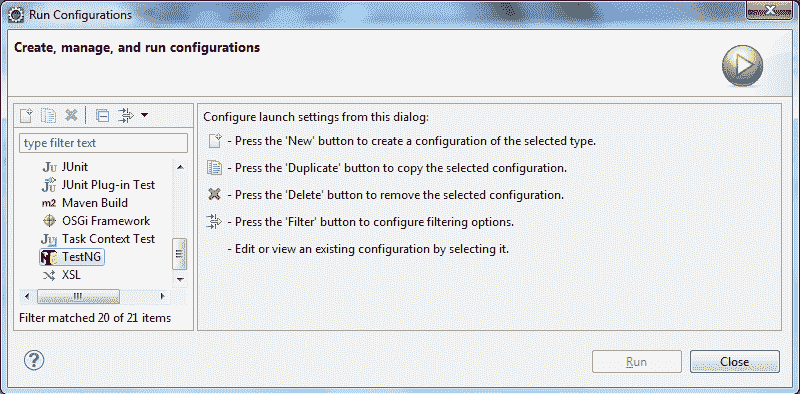 Run Configurations
Create, manage, and run configurations
type filter text
Ju JUnit
JUnit Plug-in Test
m2 Maven Build
OSGi Framework
Task Context Test
TestNG
XSL
Filter matched 20 of 21 items
Configure launch settings from this dialog:
- Press the 'New' button to create a configuration of the selected type.
- Press the 'Duplicate' button to copy the selected configuration.
- Press the 'Delete' button to remove the selected configuration.
- Press the 'Filter' button to configure filtering options.
- Edit or view an existing configuration by selecting it.
?
Run
Close